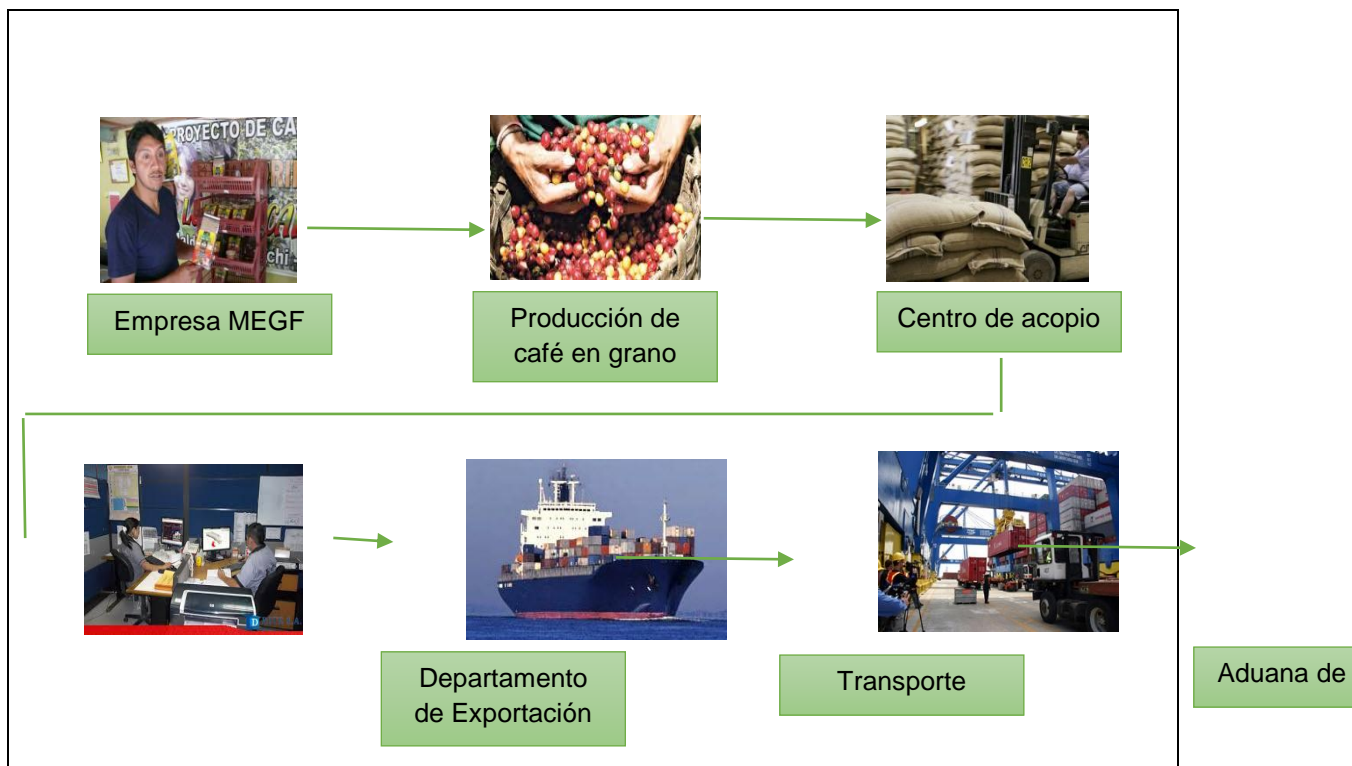 PROYECTO DE CA
Empresa MEGF
Producción de
café en grano
Centro de acopio
Departamento
de Exportación
Transporte
Aduana de